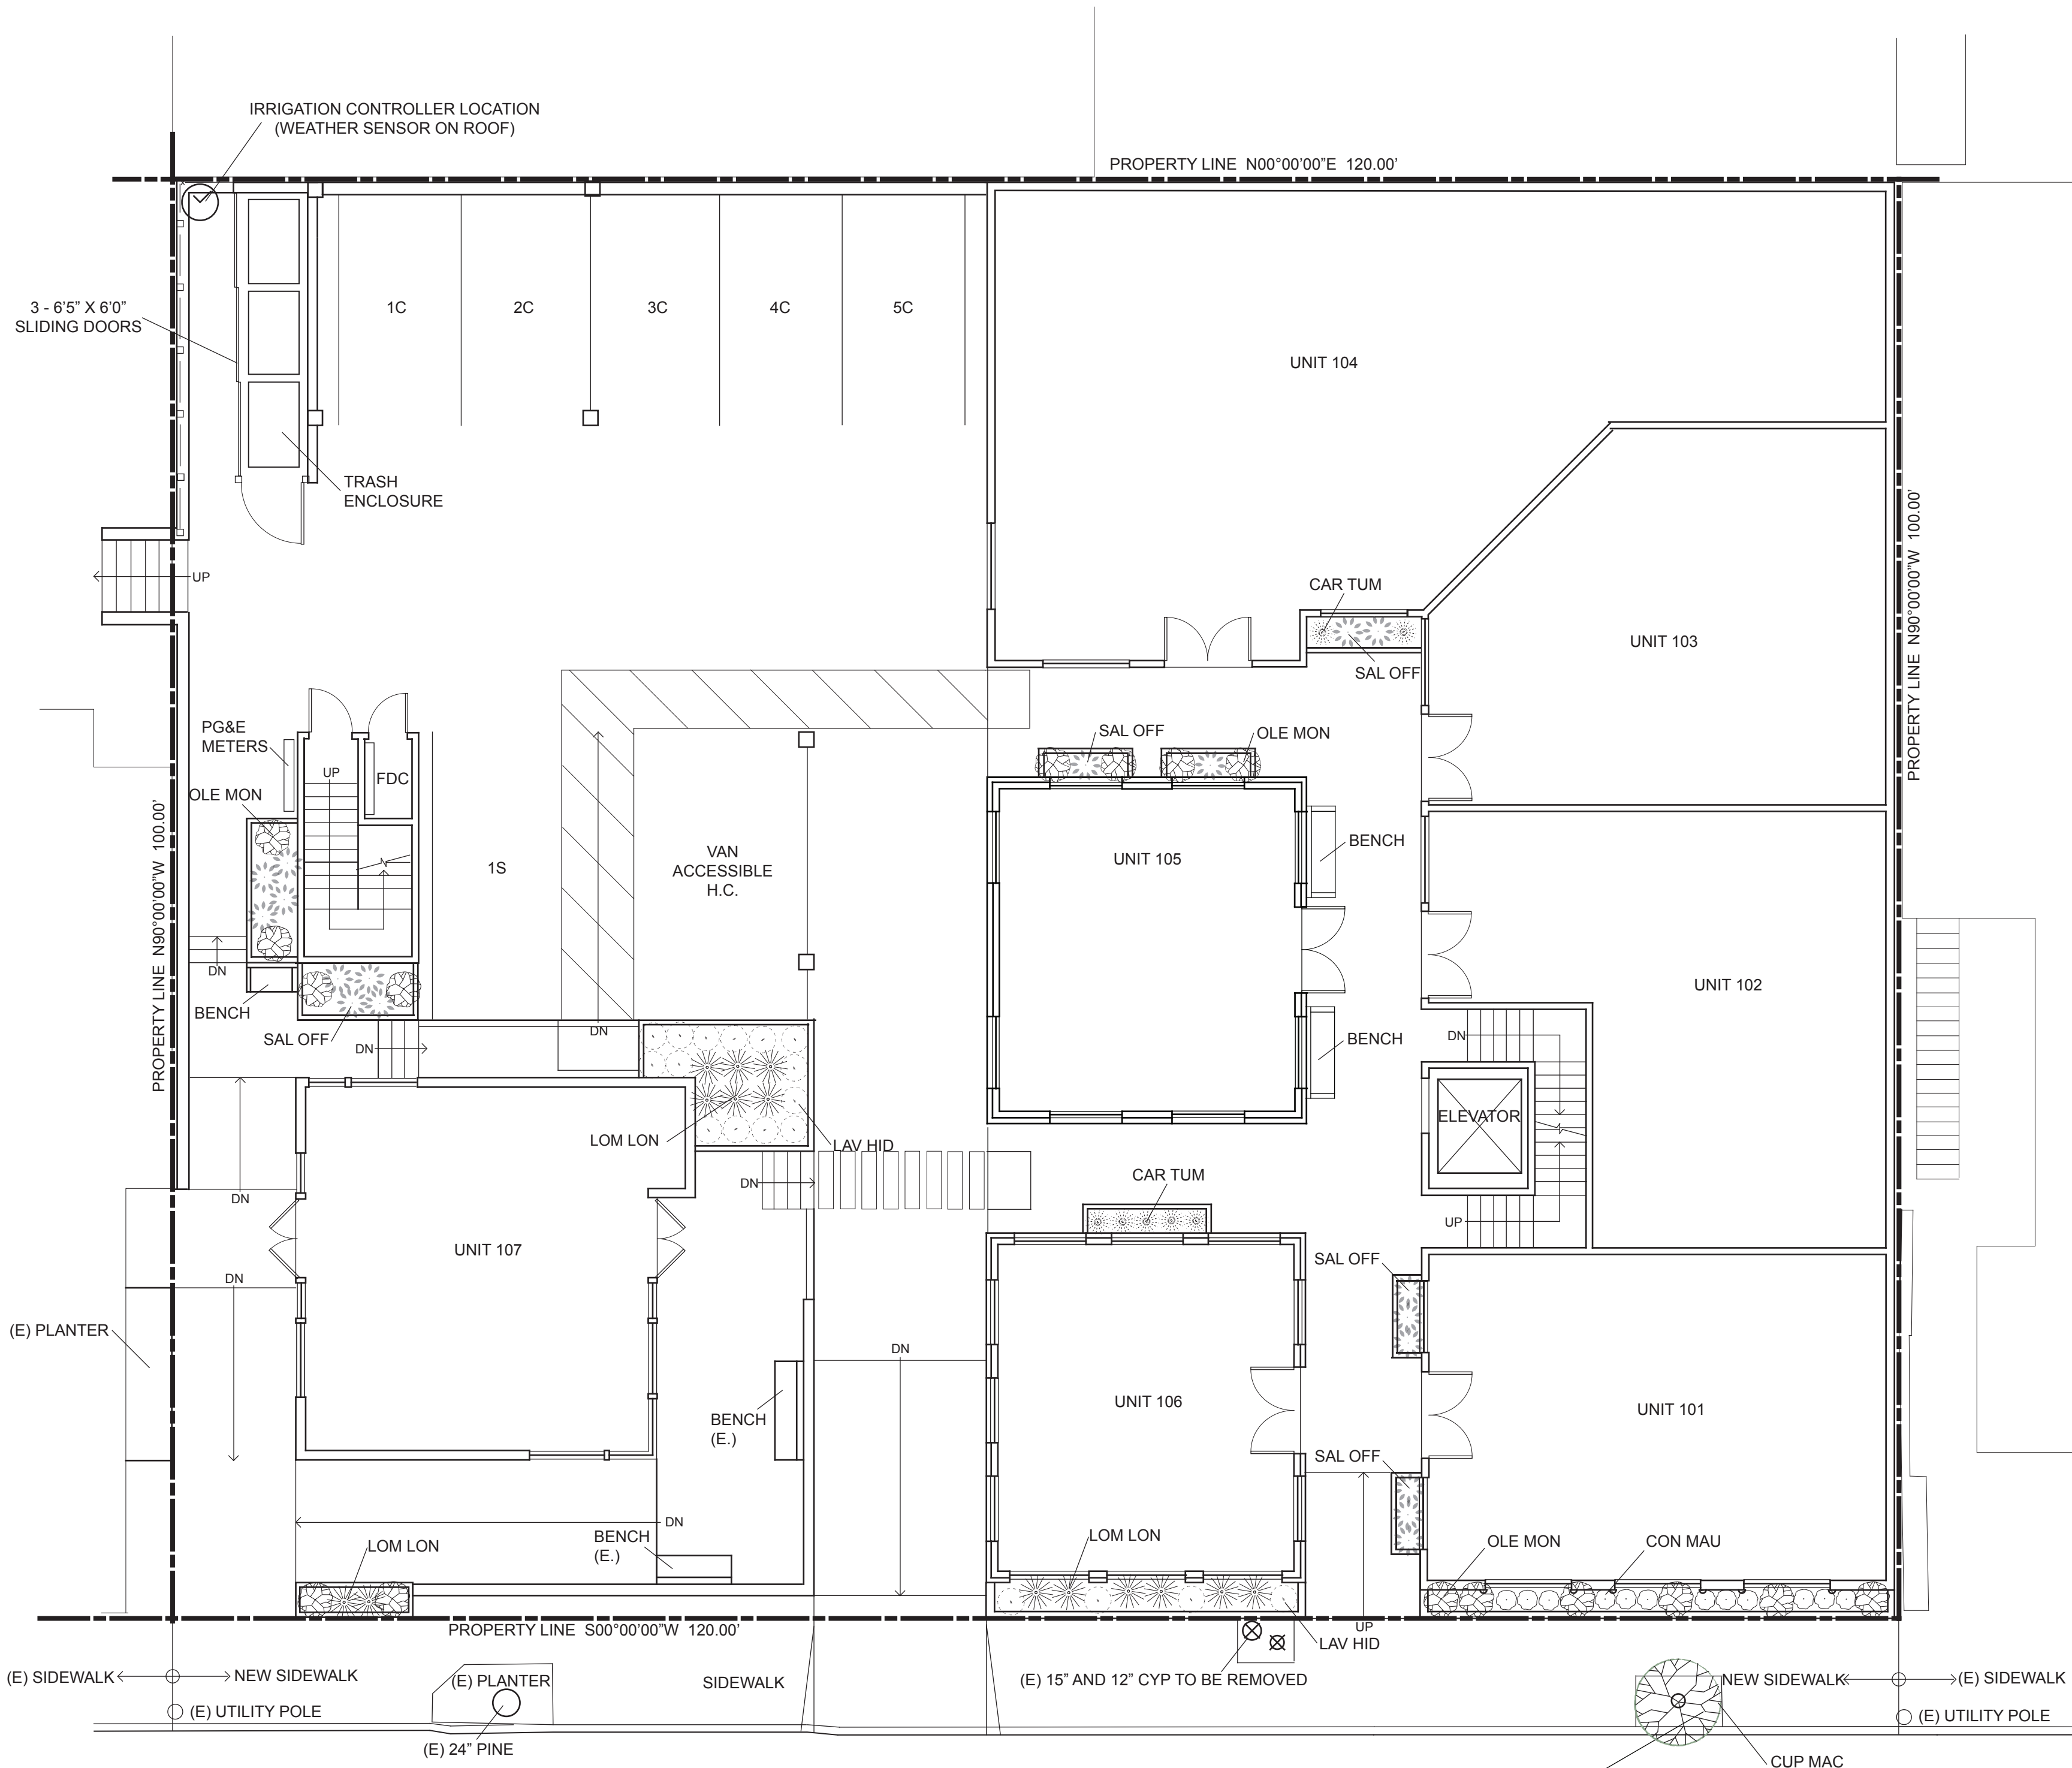 IRRIGATION CONTROLLER LOCATION
(WEATHER SENSOR ON ROOF)
PROPERTY LINE  N00°00'00"E  120.00'
3 - 6'5" X 6'0"
SLIDING DOORS
1C
2C
3C
4C
5C
UNIT 104
TRASH
ENCLOSURE
PROPERTY LINE  N90°00'00"W  100.00'
UP
CAR TUM
UNIT 103
SAL OFF
PG&E
METERS
UP
FDC
SAL OFF
OLE MON
OLE MON
1S
VAN
ACCESSIBLE
H.C.
UNIT 105
BENCH
PROPERTY LINE  N90°00'00"W  100.00'
DN
BENCH
SAL OFF
DN
DN
UNIT 102
DN
BENCH
ELEVATOR
LOM LON
LAV HID
DN
DN
CAR TUM
UP
UNIT 107
SAL OFF
DN
(E) PLANTER
DN
BENCH
(E.)
UNIT 106
UNIT 101
SAL OFF
DN
LOM LON
BENCH
(E.)
LOM LON
OLE MON
CON MAU
PROPERTY LINE  S00°00'00"W  120.00'
UP
LAV HID
(E) SIDEWALK
NEW SIDEWALK
(E) PLANTER
SIDEWALK
(E) 15" AND 12" CYP TO BE REMOVED
NEW SIDEWALK
(E) SIDEWALK
(E) UTILITY POLE
(E) UTILITY POLE
(E) 24" PINE
CUP MAC